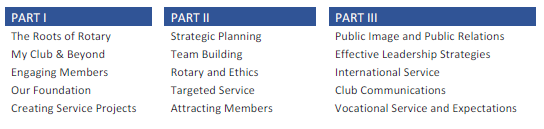 PART I
The Roots of Rotary
My Club & Beyond
Engaging Members
Our Foundation
Creating Service Projects
PART II
Strategic Planning
Team Building
Rotary and Ethics
Targeted Service
Attracting Members
PART III
Public Image and Public Relations
Effective Leadership Strategies
International Service
Club Communications
Vocational Service and Expectations